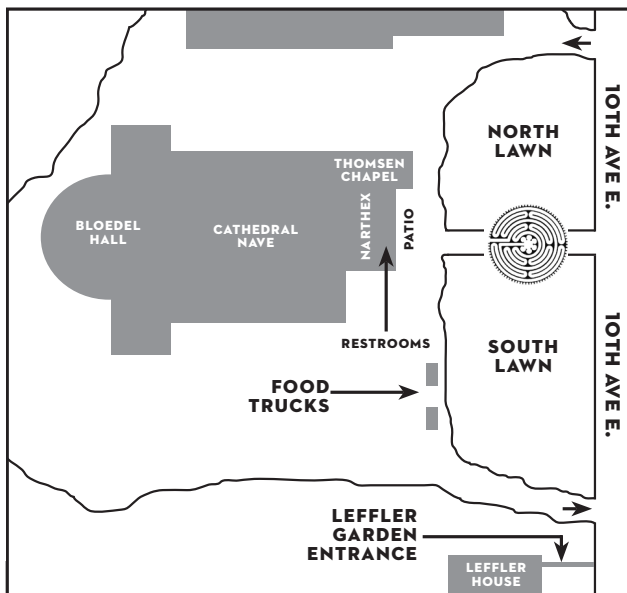 10TH AVE E.
NORTH
LAWN
THOMSEN
CHAPEL
BLOEDEL
HALL
CATHEDRAL
NAVE
NARTHEX
PATIO
RESTROOMS
SOUTH
LAWN
10TH AVE E.
FOOD
TRUCKS
LEFFLER
GARDEN
ENTRANCE
LEFFLER
HOUSE